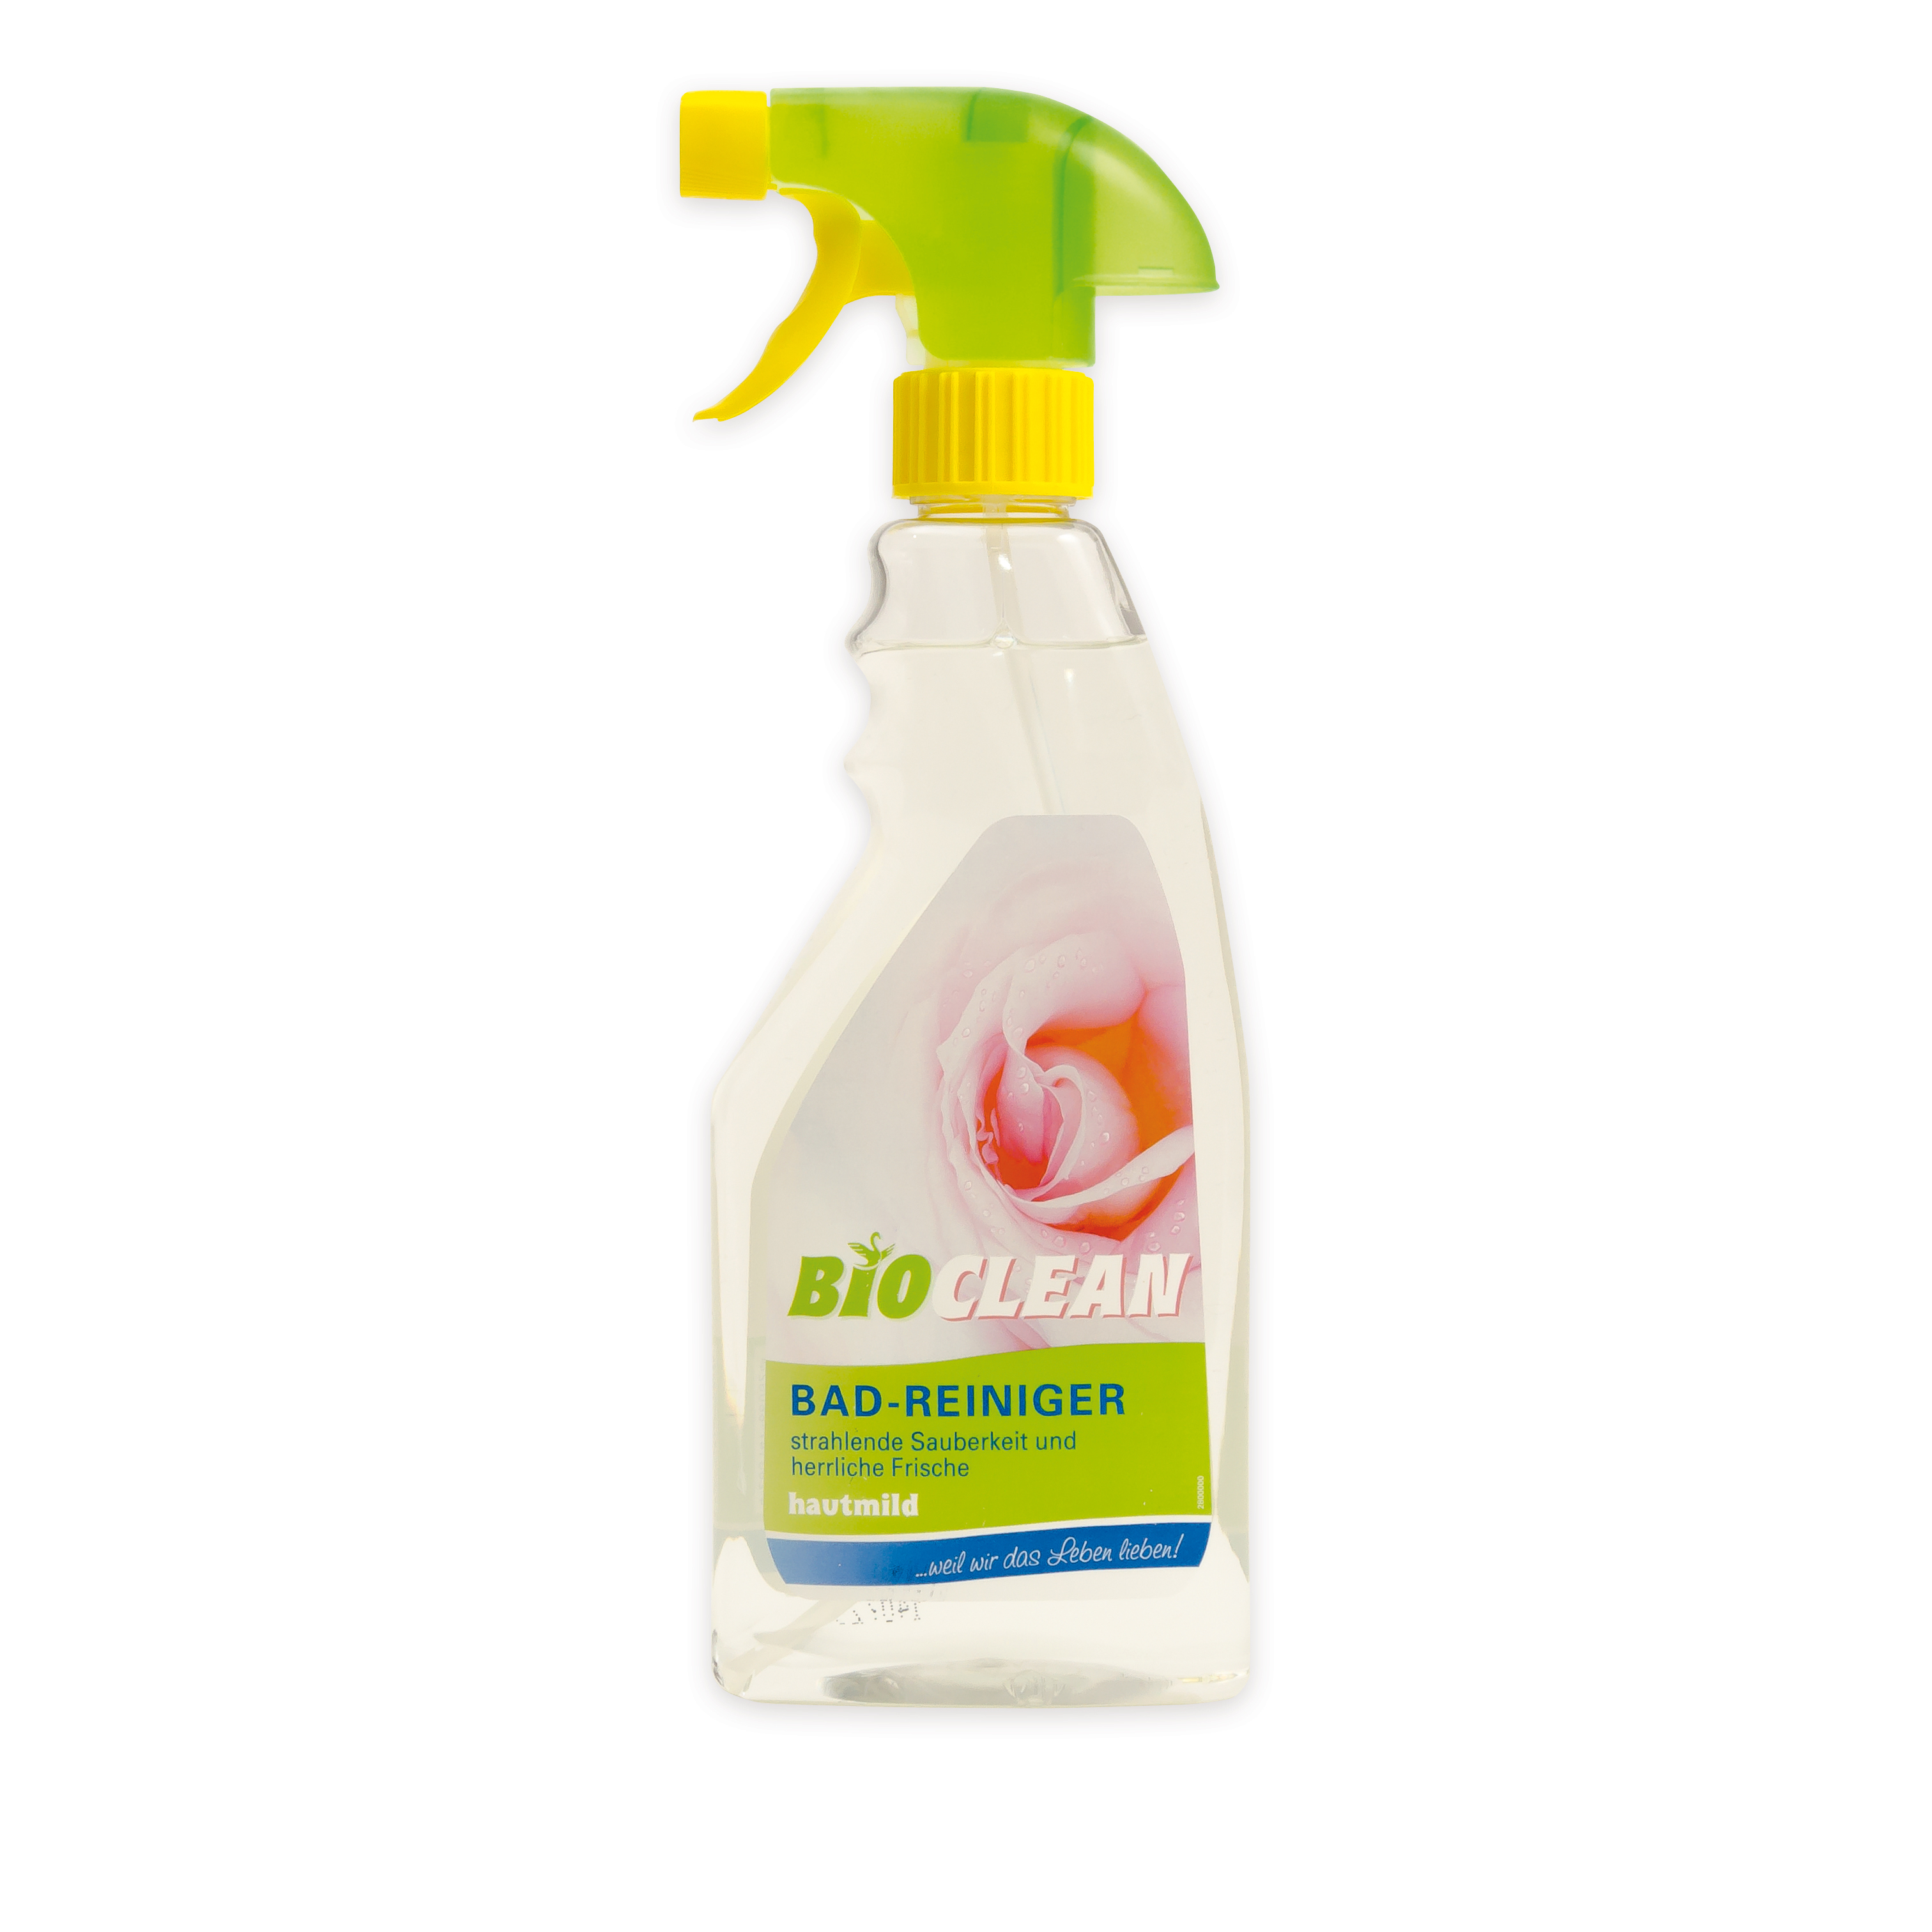 BiOCLEAN
BAD-REINIGER
strahlende Sauberkeit und
herrliche Frische
hautmild
...weil wir das Leben lieben!